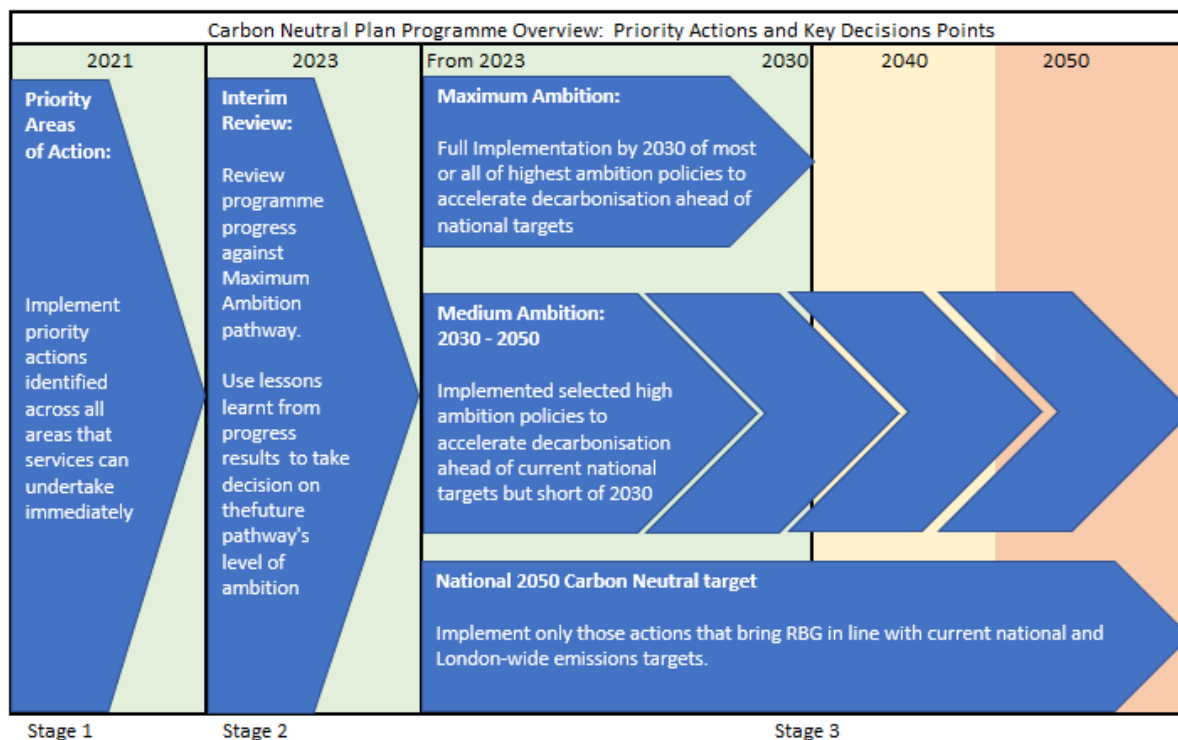 Carbon Neutral Plan Programme Overview:  Priority Actions and Key Decisions Points
2021
2023
From 2023
2030
2040
2050
Priority
Areas
of Action:
Implement
priority
actions
identified
across all
areas that
services can
undertake
immediately
Interim
Review:
Review
programme
progress
against
Maximum
Ambition
pathway.
Use lessons
learnt from
progress
results  to take
decision on
thefuture
pathway's
level of
ambition
Maximum Ambition:
Full Implementation by 2030 of most
or all of highest ambition policies to
accelerate decarbonisation ahead of
national targets
Medium Ambition:
2030 - 2050
Implemented selected high
ambition policies to
accelerate decarbonisation
ahead of current national
targets but short of 2030
National 2050 Carbon Neutral target
Implement only those actions that bring RBG in line with current national and
London-wide emissions targets.
Stage 1
Stage 2
Stage 3